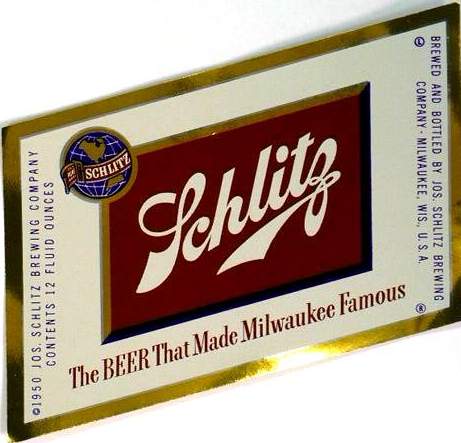 ©1950 JOS. SCHLITZ BREWING COMPANY
CONTENTS 12 FLUID OUNCES
SCHLITZ
Schlitz
The BEER That Made Milwaukee Famous
BREWED AND BOTTLED BY JOS. SCHLITZ BREWING
COMPANY - MILWAUKEE, WIS., U.S.A.
®